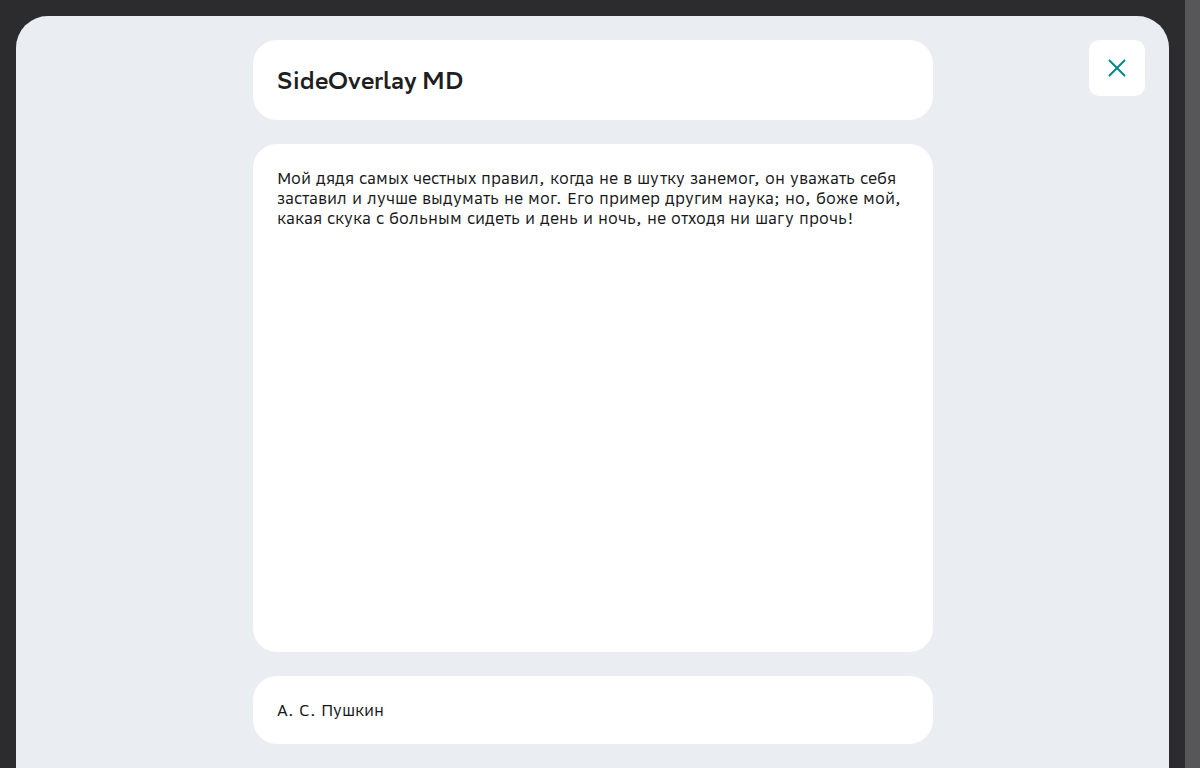 SideOverlay MD
Мой дядя самых честных правил, когда не в шутку занемог, он уважать себя
заставил и лучше выдумать не мог. Его пример другим наука; но, боже мой,
какая скука с больным сидеть и день и ночь, не отходя ни шагу прочь!
А. С. Пушкин